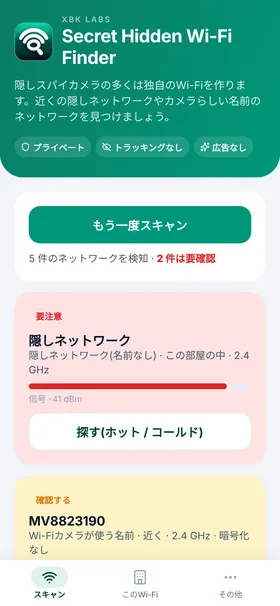 XBK LABS
Secret Hidden Wi-Fi
Finder
隠しスパイカメラの多くは独自のWi-Fiを作りま
す。近くの隠しネットワークやカメラらしい名前の
ネットワークを見つけましょう。
プライベート
トラッキングなし
広告なし
もう一度スキャン
5 件のネットワークを検知 · 2 件は要確認
要注意
隠しネットワーク
隠しネットワーク(名前なし) · この部屋の中 · 2.4
GHz
信号 -41 dBm
探す(ホット / コールド)
確認する
MV8823190
Wi-Fiカメラが使う名前 · 近く · 2.4 GHz · 暗号化
なし
スキャン
このWi-Fi
その他